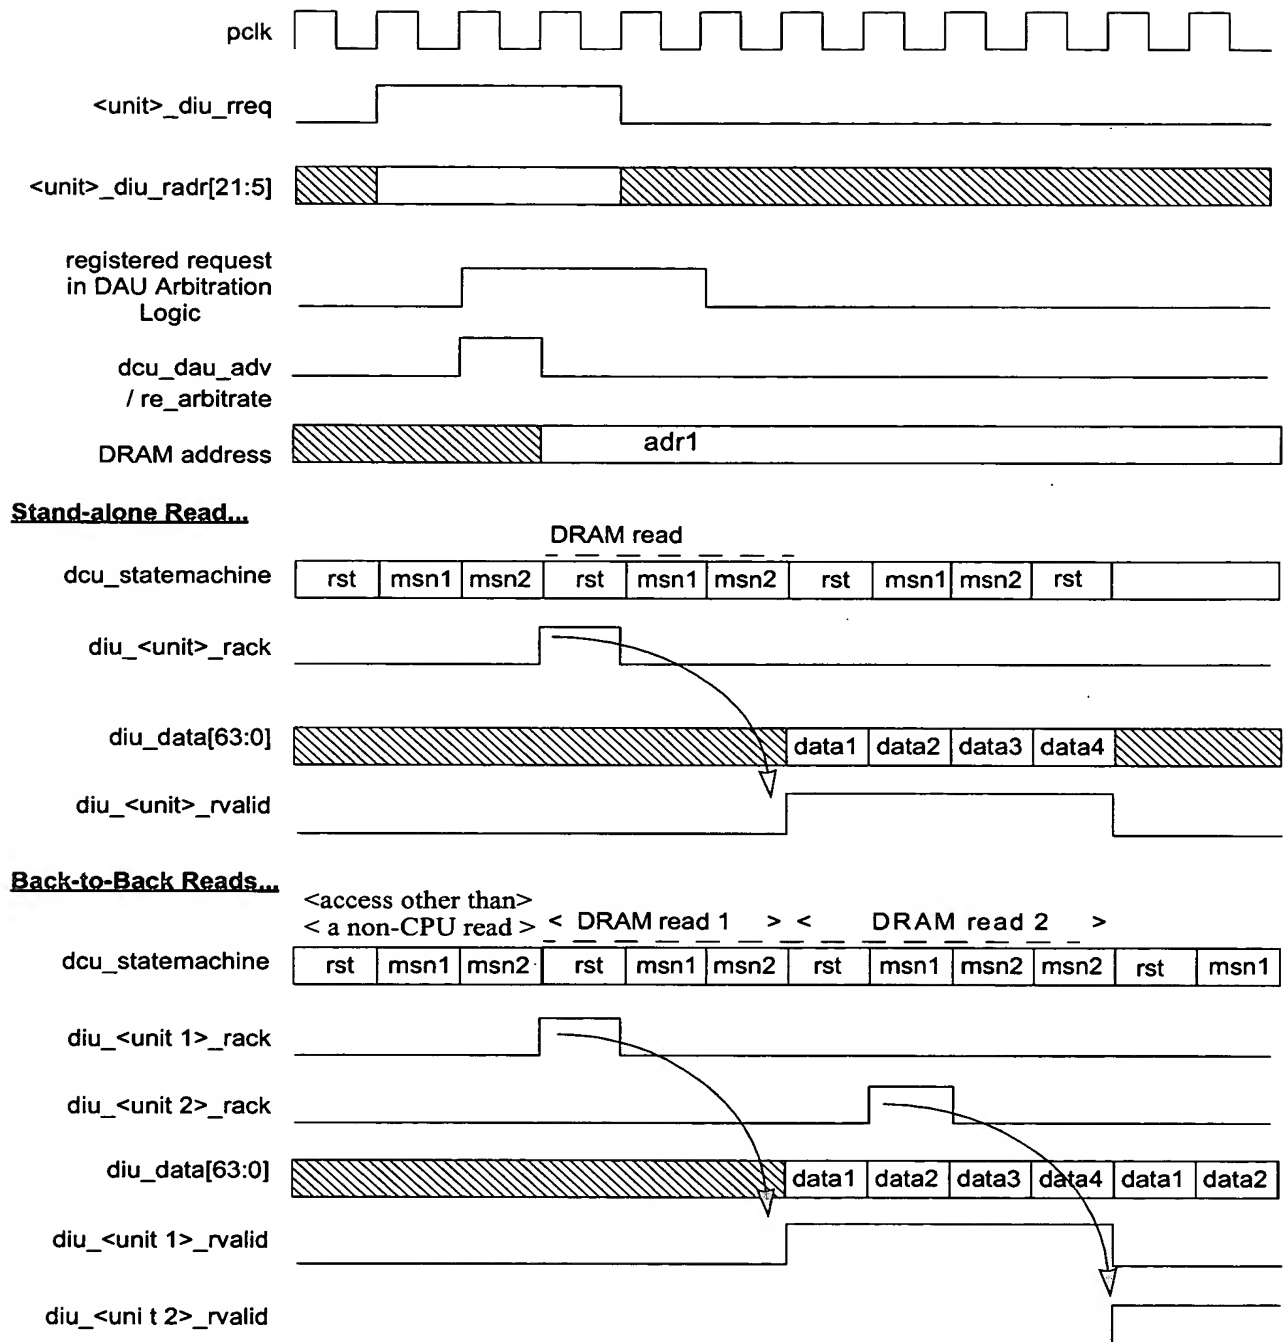 pclk
<unit>_diu_rreq
<unit>_diu_radr[21:5]
registered request
in DAU Arbitration
Logic
dcu_dau_adv
/ re_arbitrate
DRAM address
adr1
Stand-alone Read...
DRAM read
dcu_statemachine rst msn1 msn2 rst msn1 msn2 rst msn1 msn2 rst
diu_<unit>_rack
diu_data[63:0] data1 data2 data3 data4
diu_<unit>_rvalid
Back-to-Back Reads...
<access other than>
< a non-CPU read > < DRAM read 1 > < DRAM read 2 >
dcu_statemachine rst msn1 msn2 rst msn1 msn2 rst msn1 msn2 msn2 rst msn1
diu_<unit 1>_rack
diu_<unit 2>_rack
diu_data[63:0] data1 data2 data3 data4 data1 data2
diu_<unit 1>_rvalid
diu_<uni t 2>_rvalid